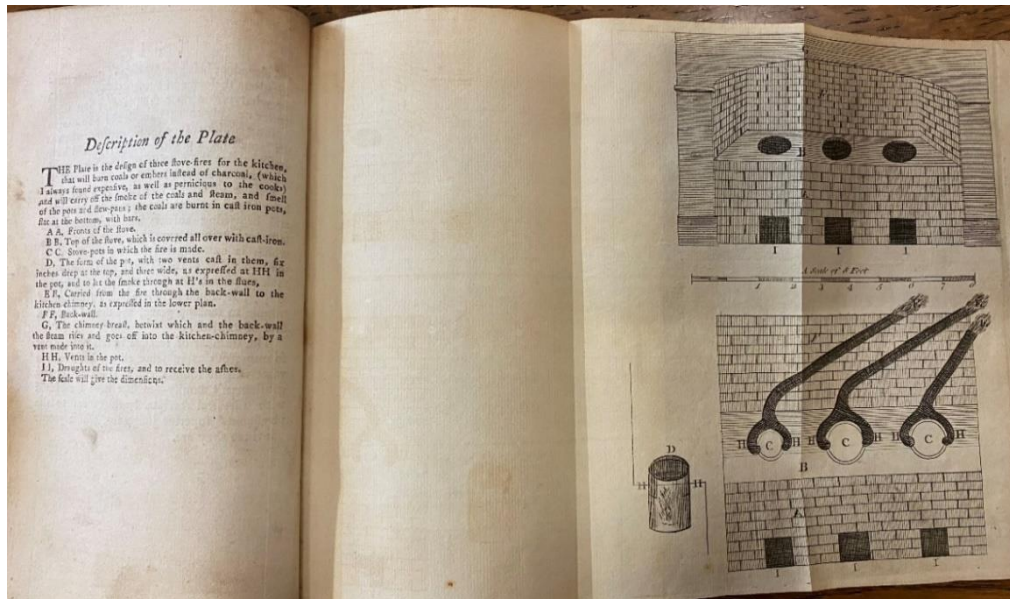 Deſcription of the Plate
THE Plate is the deſign of three ſtove-fires for the kitchen,
that will burn coals or embers inſtead of charcoal, (which
I always found expenſive, as well as pernicious to the cooks)
and will carry off the ſmoke of the coals and ſteam, and ſmell
of the pots and ſtew-pans; the coals are burnt in caſt iron pots,
flat at the bottom, with bars.
A A, Fronts of the ſtove.
B B, Top of the ſtove, which is covered all over with caſt-iron.
C C, Stove-pots in which the fire is made.
D, The form of the pot, with two vents caſt in them, ſix
inches deep at the top, and three wide, as expreſſed at HH in
the pot, and to let the ſmoke through at H's in the flues,
E E, Carried from the fire through the back-wall to the
kitchen-chimney, as expreſſed in the lower plan.
F F, Back-wall.
G, The chimney-breaſt, betwixt which and the back-wall
the ſteam riſes and goes off into the kitchen-chimney, by a
vent made into it.
H H, Vents in the pot.
I I, Draughts of the fires, and to receive the aſhes.
The ſcale will give the dimenſions.
G
B
I I I
A Scale of 8 Feet
1 2 3 4 5 6 7 8
H C H H C H H C H
B
D
H H
A
I I I